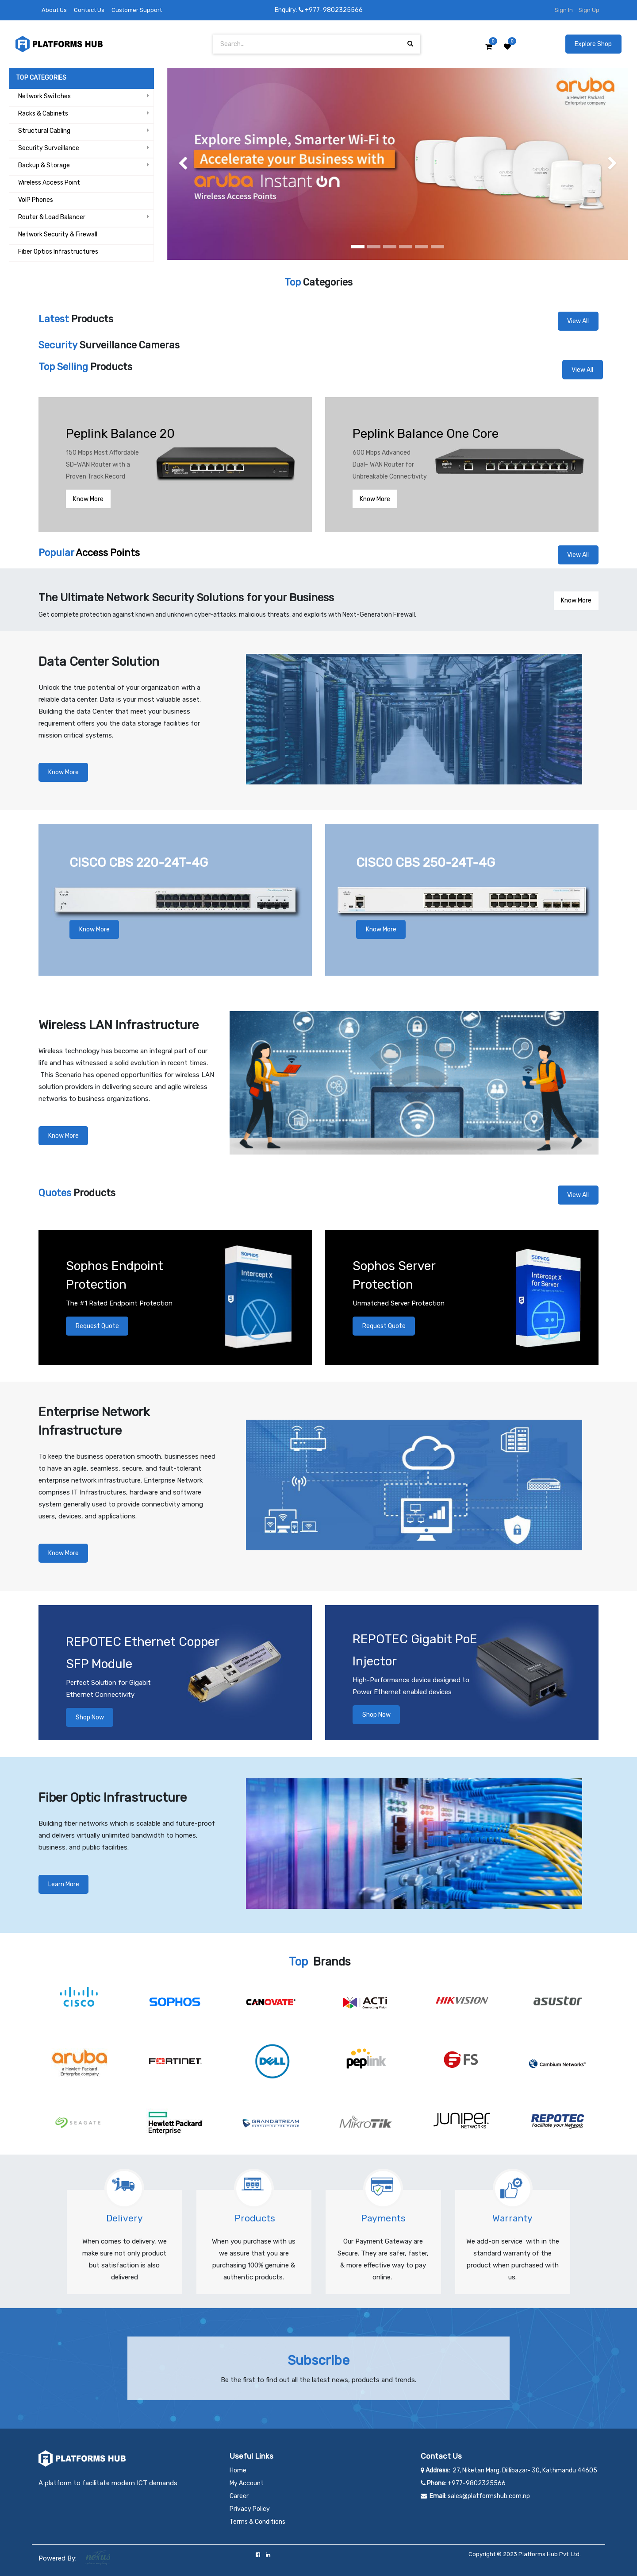 About Us Contact Us Customer Support
Enquiry: +977-9802325566
Sign In Sign Up
PLATFORMS HUB
Search...
0
0
Explore Shop
TOP CATEGORIES
Network Switches
Racks & Cabinets
Structural Cabling
Security Surveillance
Backup & Storage
Wireless Access Point
VoIP Phones
Router & Load Balancer
Network Security & Firewall
Fiber Optics Infrastructures
aruba
a Hewlett Packard
Enterprise company
Explore Simple, Smarter Wi-Fi to
Accelerate your Business with
aruba Instant On
Wireless Access Points
Top Categories
Latest Products
View All
Security Surveillance Cameras
Top Selling Products
View All
Peplink Balance 20
150 Mbps Most Affordable
SD-WAN Router with a
Proven Track Record
Know More
Peplink Balance One Core
600 Mbps Advanced
Dual- WAN Router for
Unbreakable Connectivity
Know More
Popular Access Points
View All
The Ultimate Network Security Solutions for your Business
Get complete protection against known and unknown cyber-attacks, malicious threats, and exploits with Next-Generation Firewall.
Know More
Data Center Solution
Unlock the true potential of your organization with a
reliable data center. Data is your most valuable asset.
Building the data Center that meet your business
requirement offers you the data storage facilities for
mission critical systems.
Know More
CISCO CBS 220-24T-4G
Know More
CISCO CBS 250-24T-4G
Know More
Wireless LAN Infrastructure
Wireless technology has become an integral part of our
life and has witnessed a solid evolution in recent times.
This Scenario has opened opportunities for wireless LAN
solution providers in delivering secure and agile wireless
networks to business organizations.
Know More
Quotes Products
View All
Sophos Endpoint
Protection
The #1 Rated Endpoint Protection
Request Quote
SOPHOS
Intercept X
Sophos Server
Protection
Unmatched Server Protection
Request Quote
SOPHOS
Intercept X
for Server
Enterprise Network
Infrastructure
To keep the business operation smooth, businesses need
to have an agile, seamless, secure, and fault-tolerant
enterprise network infrastructure. Enterprise Network
comprises IT Infrastructures, hardware and software
system generally used to provide connectivity among
users, devices, and applications.
Know More
REPOTEC Ethernet Copper
SFP Module
Perfect Solution for Gigabit
Ethernet Connectivity
Shop Now
REPOTEC Gigabit PoE
Injector
High-Performance device designed to
Power Ethernet enabled devices
Shop Now
Fiber Optic Infrastructure
Building fiber networks which is scalable and future-proof
and delivers virtually unlimited bandwidth to homes,
business, and public facilities.
Learn More
Top Brands
CISCO
SOPHOS
CANOVATE
ACTi
Connecting Vision
HIKVISION
asustor
aruba
a Hewlett Packard
Enterprise company
FORTINET
DELL
peplink
FS
Cambium Networks
SEAGATE
Hewlett Packard
Enterprise
GRANDSTREAM
CONNECTING THE WORLD
MikroTik
JUNIPER
NETWORKS
REPOTEC
Facilitate your Network
Delivery
When comes to delivery, we
make sure not only product
but satisfaction is also
delivered
Products
When you purchase with us
we assure that you are
purchasing 100% genuine &
authentic products.
Payments
Our Payment Gateway are
Secure. They are safer, faster,
& more effective way to pay
online.
Warranty
We add-on service with in the
standard warranty of the
product when purchased with
us.
Subscribe
Be the first to find out all the latest news, products and trends.
PLATFORMS HUB
A platform to facilitate modern ICT demands
Useful Links
Home
My Account
Career
Privacy Policy
Terms & Conditions
Contact Us
Address: 27, Niketan Marg, Dillibazar- 30, Kathmandu 44605
Phone: +977-9802325566
Email: sales@platformshub.com.np
Powered By:
Copyright © 2023 Platforms Hub Pvt. Ltd.